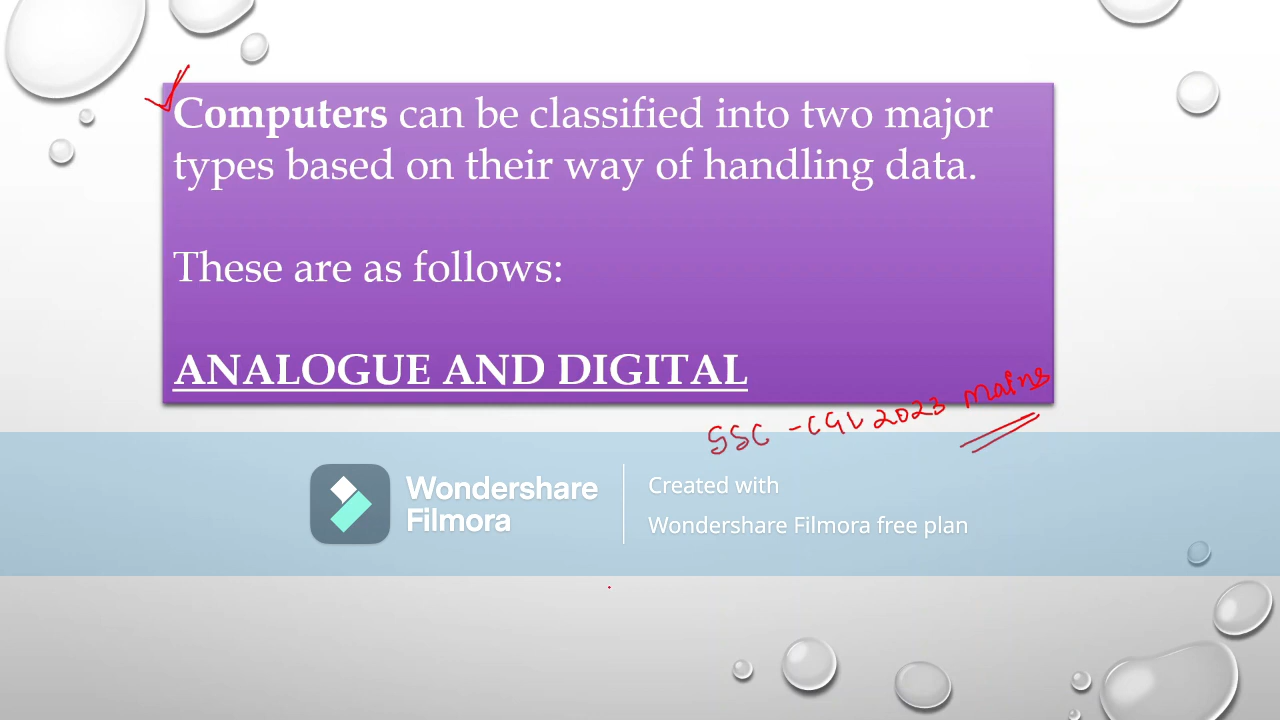 Computers can be classified into two major
types based on their way of handling data.
These are as follows:
ANALOGUE AND DIGITAL
SSC - CGL 2023 mains
Wondershare
Filmora
Created with
Wondershare Filmora free plan